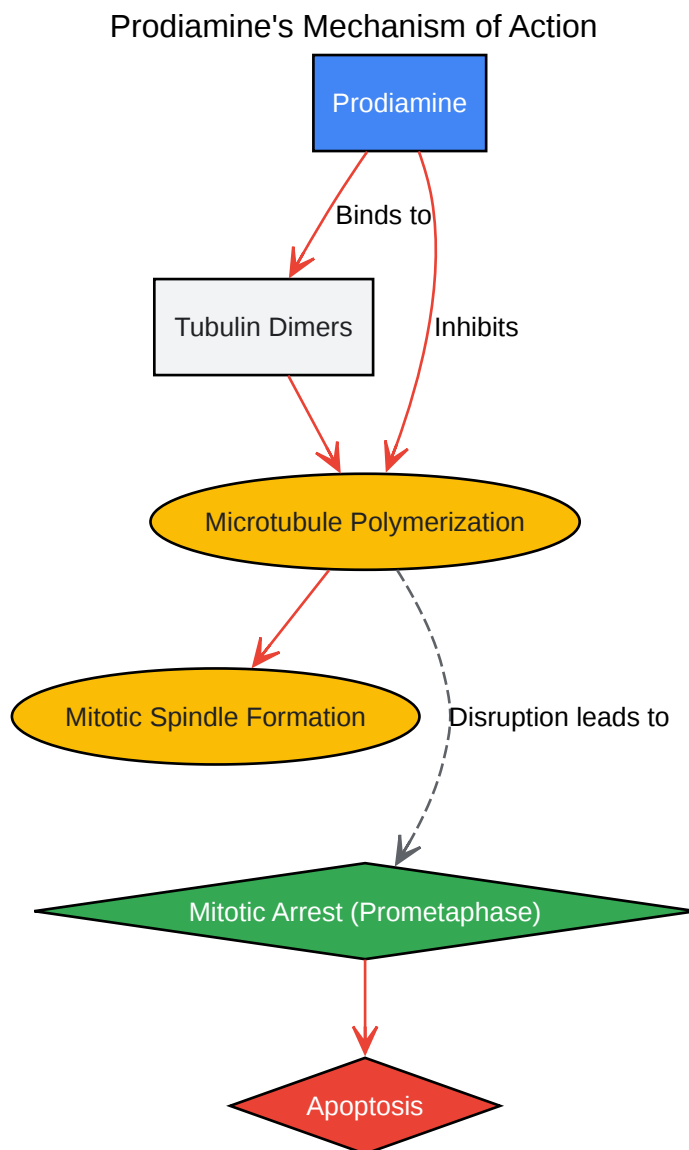 Prodiamine's Mechanism of Action
Prodiamine
Binds to
Tubulin Dimers
Inhibits
Microtubule Polymerization
Mitotic Spindle Formation
Disruption leads to
Mitotic Arrest (Prometaphase)
Apoptosis